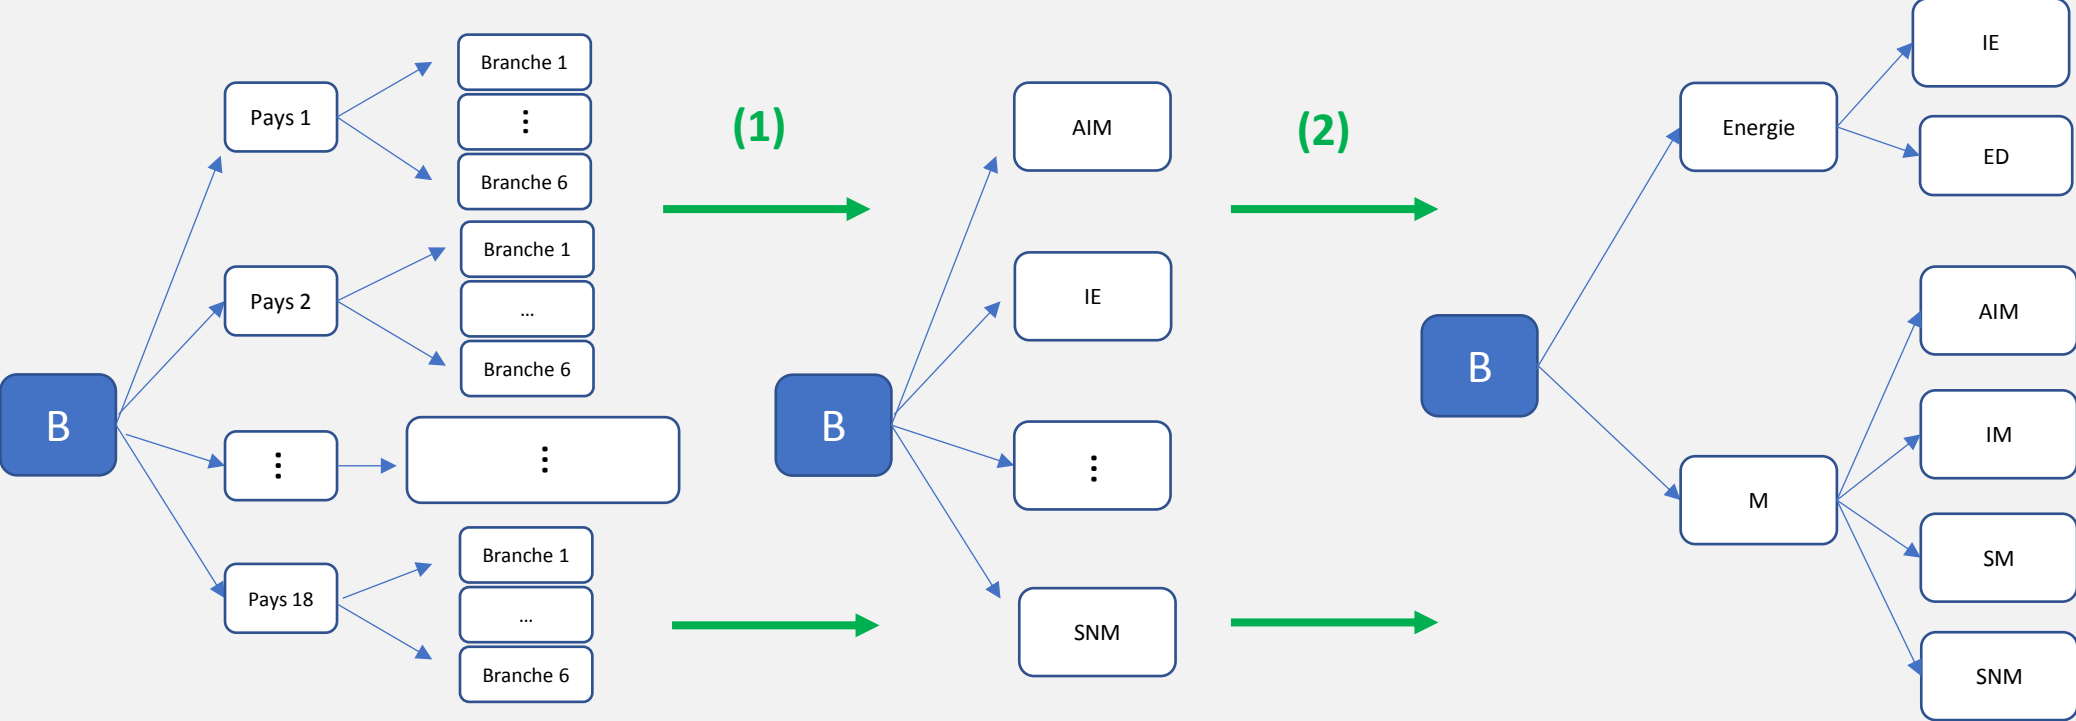 B
Pays 1
Branche 1
⋮
Branche 6
Pays 2
Branche 1
...
Branche 6
⋮
⋮
Pays 18
Branche 1
...
Branche 6
(1)
B
AIM
IE
⋮
SNM
(2)
B
Energie
IE
ED
M
AIM
IM
SM
SNM